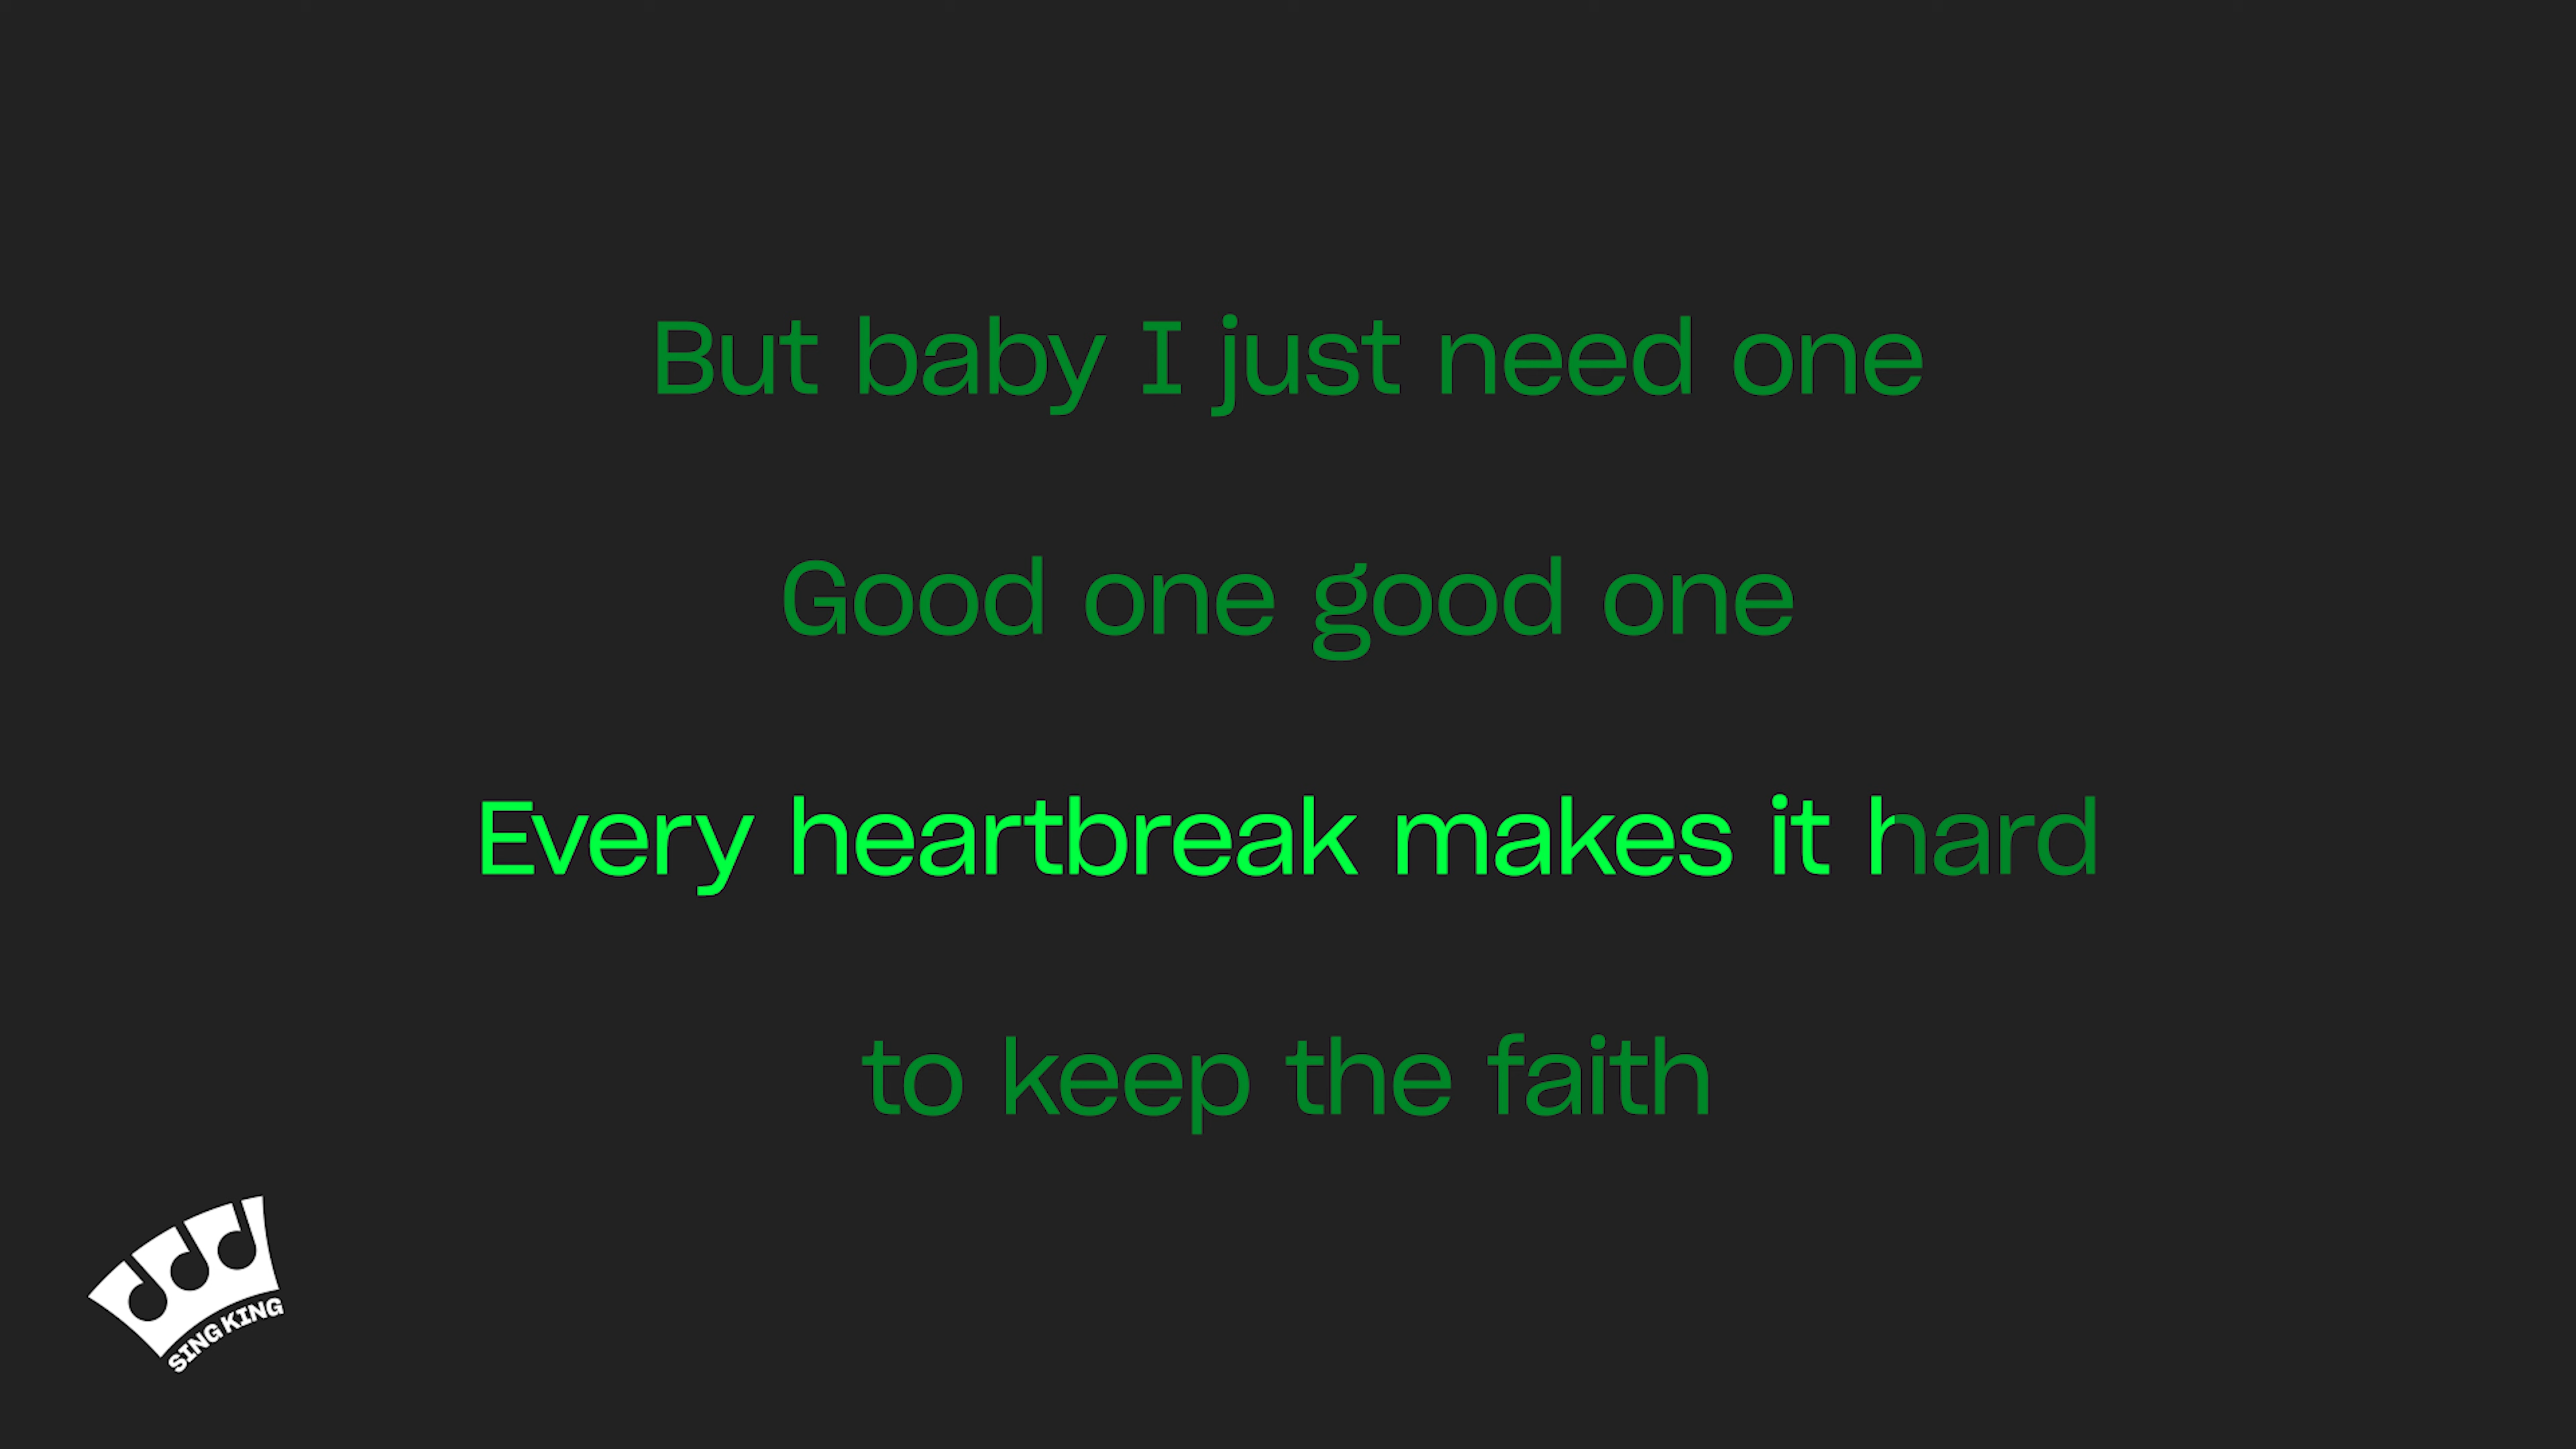 But baby I just need one
Good one good one
Every heartbreak makes it hard
to keep the faith
SING KING